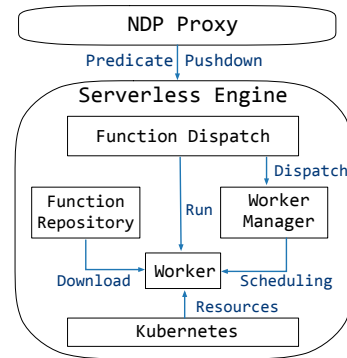 NDP Proxy
Predicate Pushdown
Serverless Engine
Function Dispatch
Dispatch
Function
Repository
Run
Worker
Manager
Worker
Download
Scheduling
Resources
Kubernetes